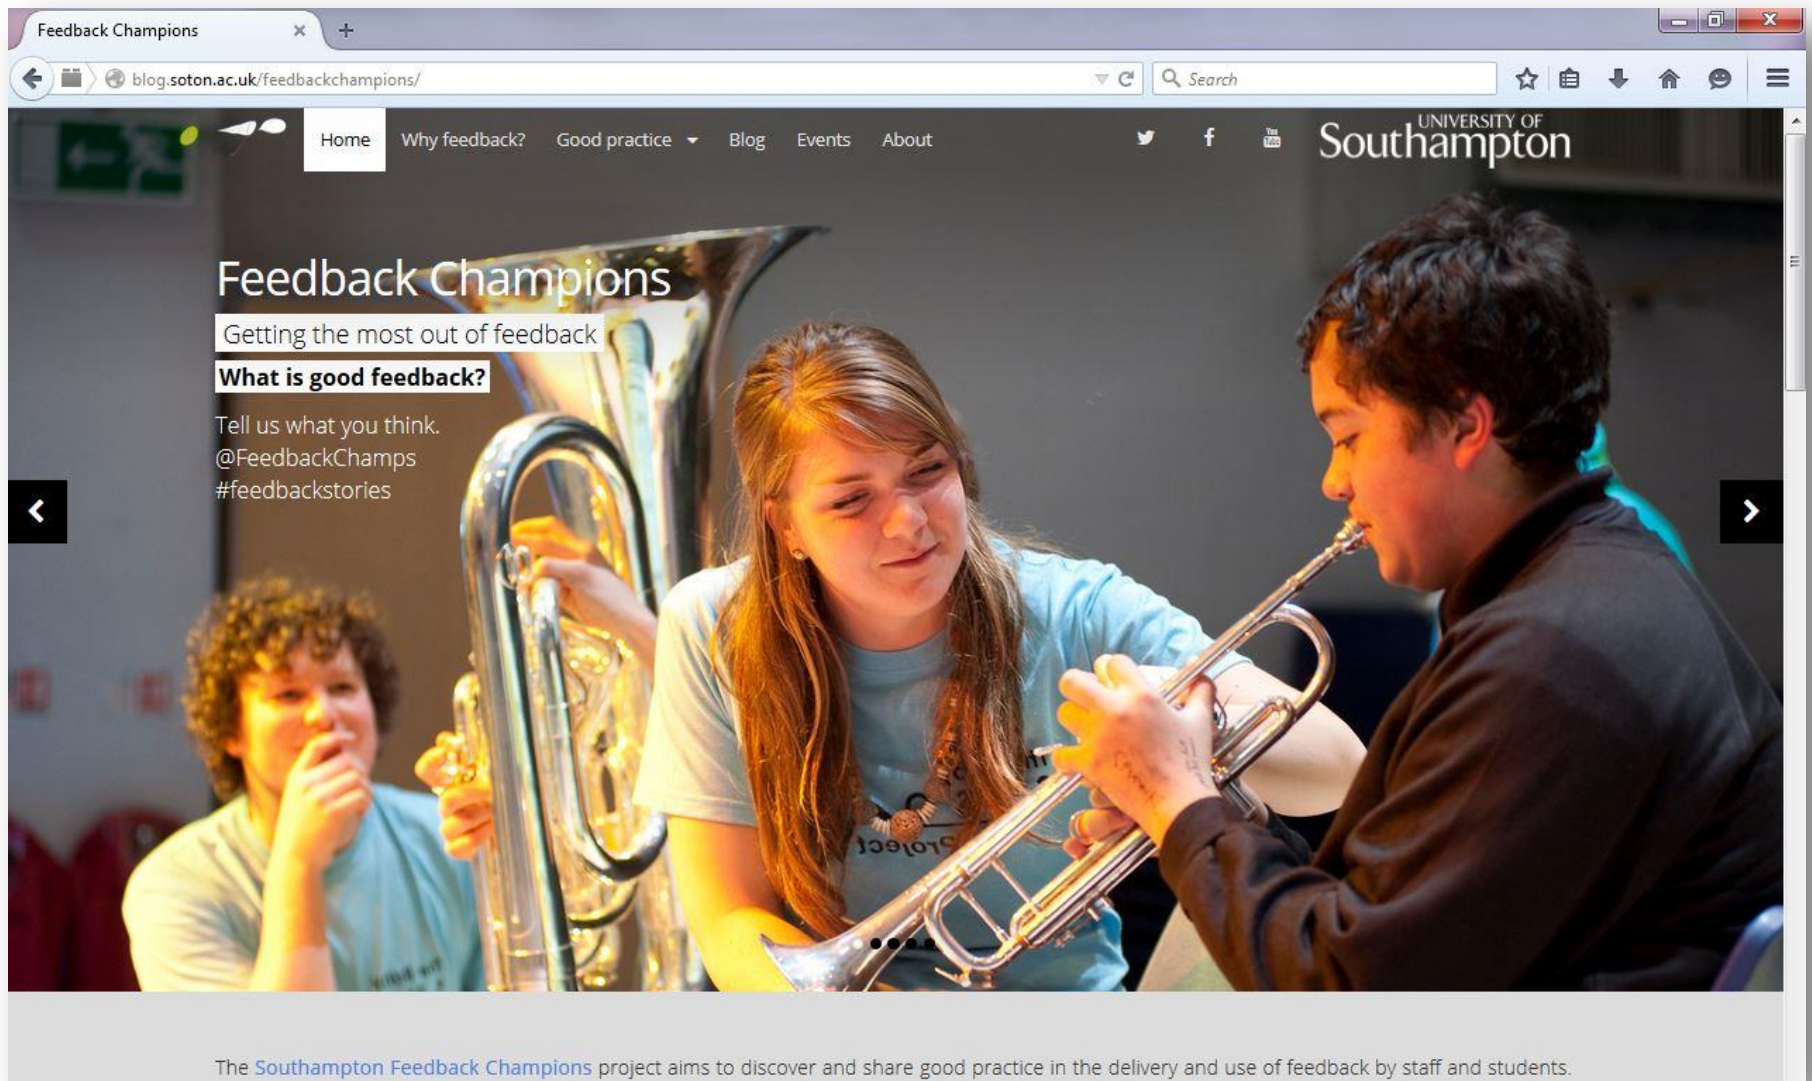 Feedback Champions
blog.soton.ac.uk/feedbackchampions/
Search
Home Why feedback? Good practice Blog Events About
You
Tube
UNIVERSITY OF
Southampton
Feedback Champions
Getting the most out of feedback
What is good feedback?
Tell us what you think.
@FeedbackChamps
#feedbackstories
Project
The Southampton Feedback Champions project aims to discover and share good practice in the delivery and use of feedback by staff and students.